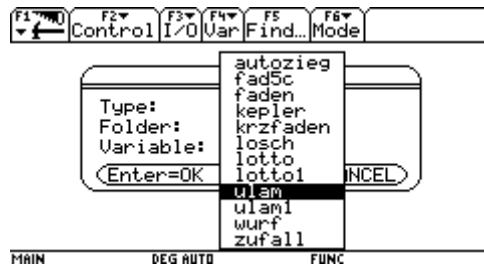 F1 F2 Control F3 I/O F4 Var F5 Find... F6 Mode
autozieg
fad5c
faden
Type:
kepler
Folder:
krzfaden
Variable:
losch
lotto
Enter=OK
lotto1
NCEL
ulam
ulam1
wurf
zufall
MAIN DEG AUTO FUNC